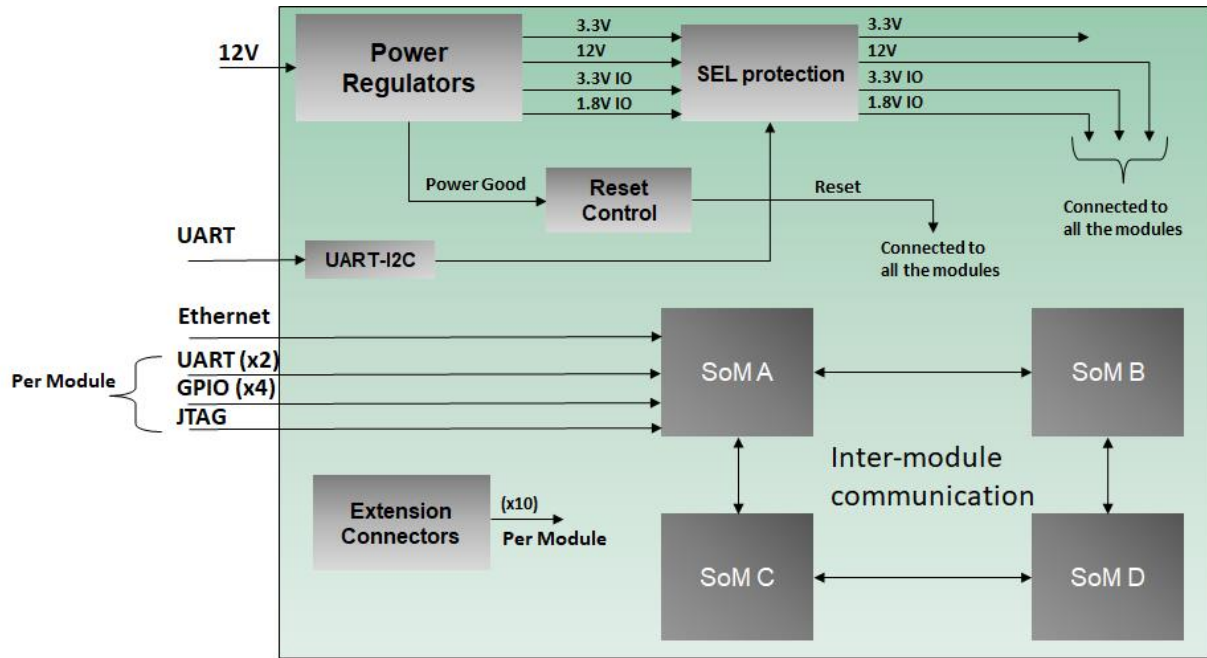 12V
Power
Regulators
3.3V
12V
3.3V IO
1.8V IO
SEL protection
3.3V
12V
3.3V IO
1.8V IO
Connected to
all the modules
Power Good
Reset
Control
Reset
Connected to
all the modules
UART
UART-I2C
Ethernet
Per Module
UART (x2)
GPIO (x4)
JTAG
SoM A
SoM B
Inter-module
communication
Extension
Connectors
(x10)
Per Module
SoM C
SoM D